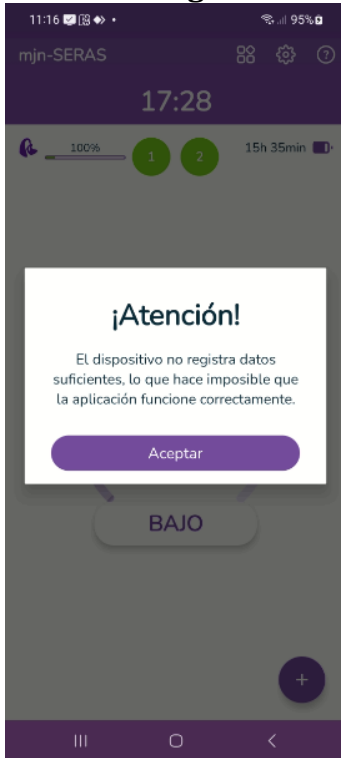 11:16
95%
mjn-SERAS
17:28
100%
1
2
15h 35min
¡Atención!
El dispositivo no registra datos
suficientes, lo que hace imposible que
la aplicación funcione correctamente.
Aceptar
BAJO